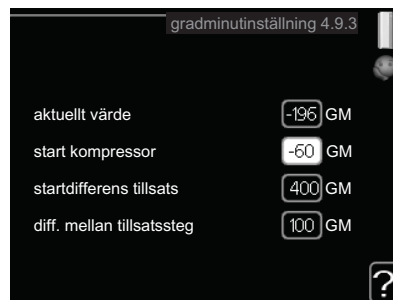 gradminutinställning 4.9.3
aktuellt värde -196 GM
start kompressor -60 GM
startdifferens tillsats 400 GM
diff. mellan tillsatssteg 100 GM
?